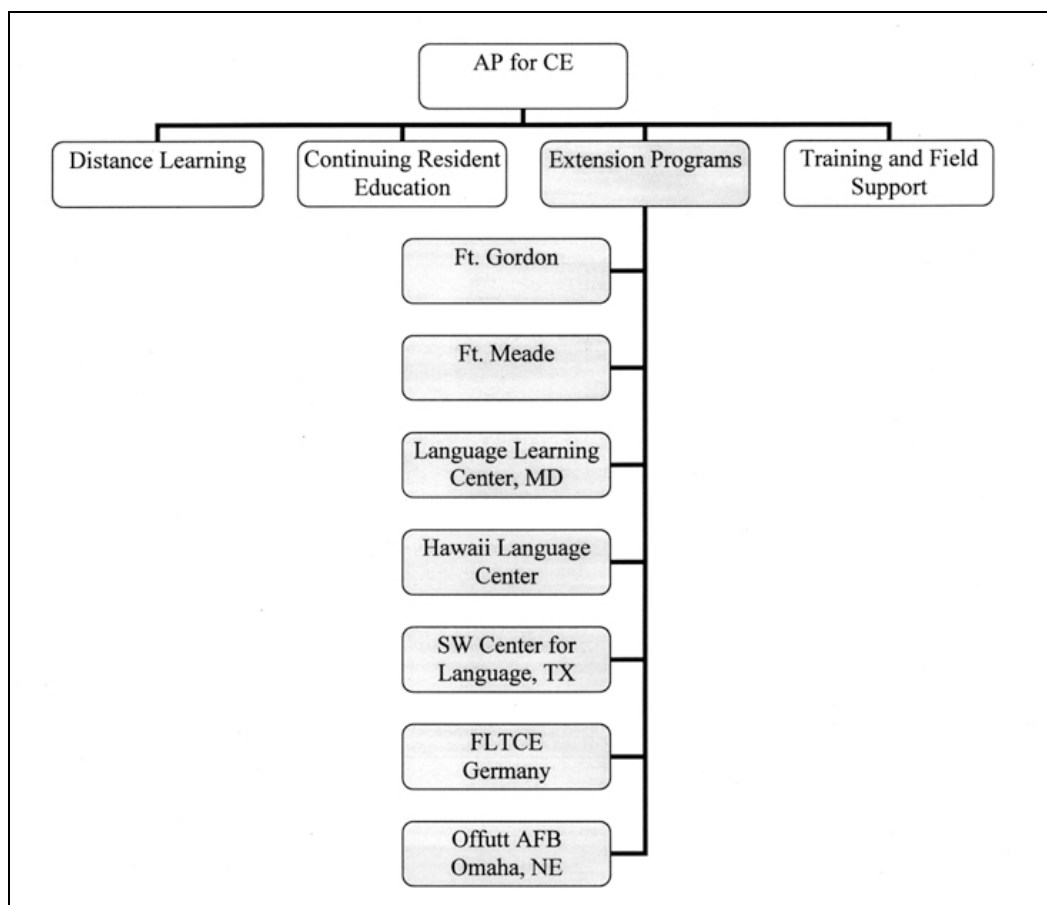 AP for CE
Distance Learning
Continuing Resident
Education
Extension Programs
Training and Field
Support
Ft. Gordon
Ft. Meade
Language Learning
Center, MD
Hawaii Language
Center
SW Center for
Language, TX
FLTCE
Germany
Offutt AFB
Omaha, NE